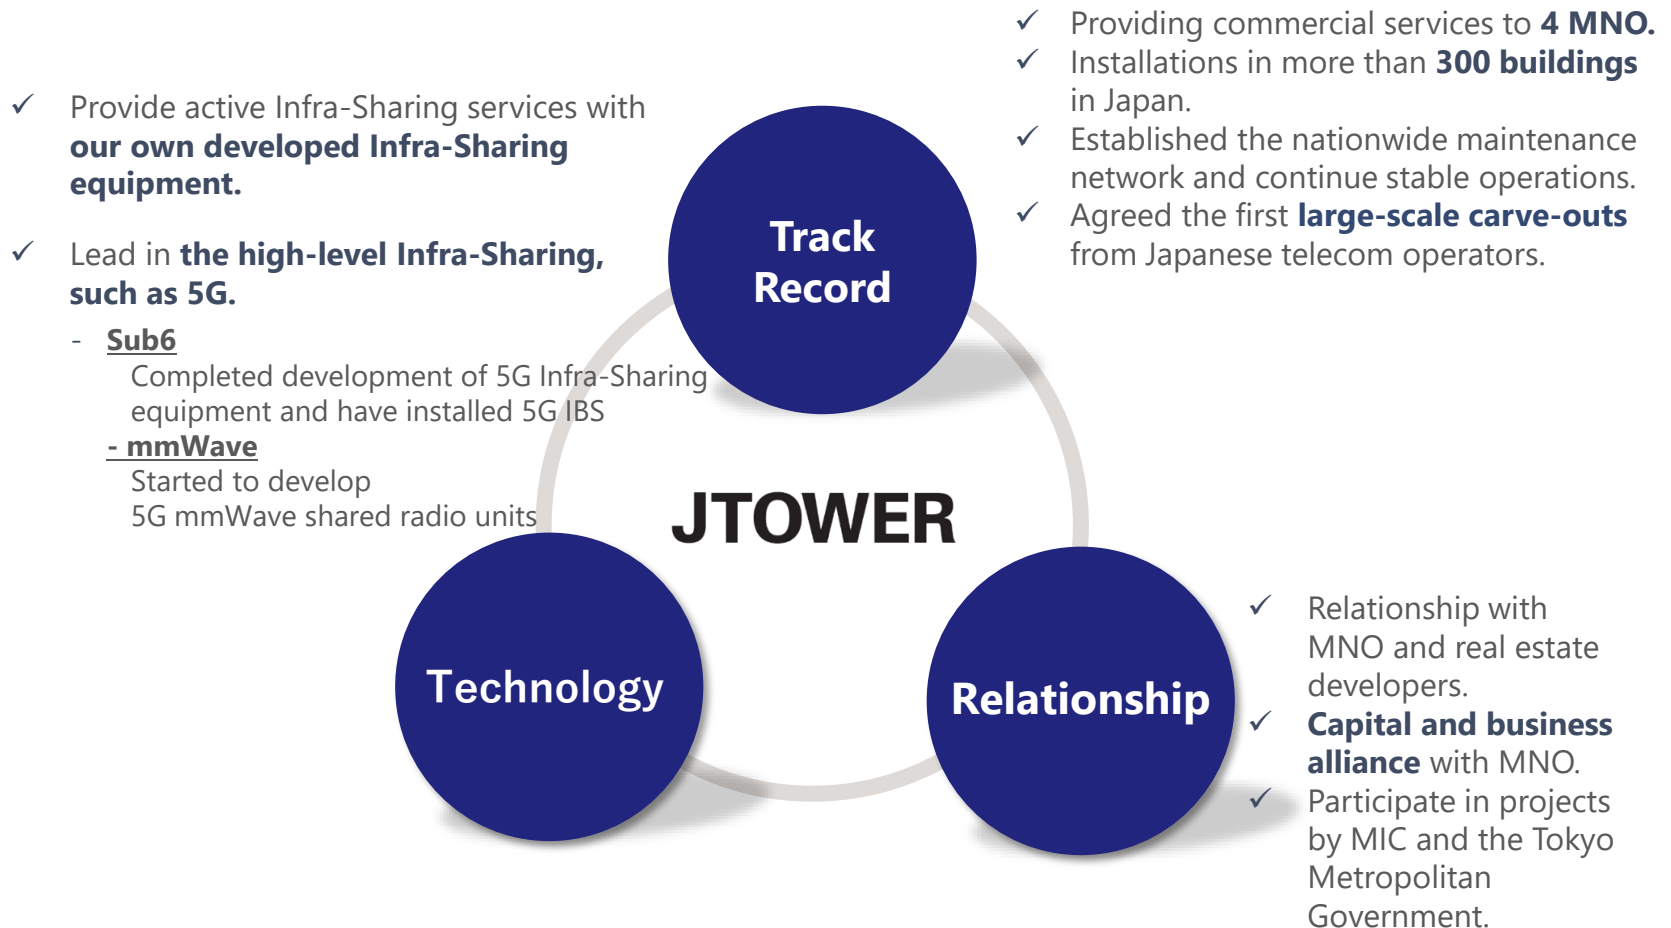 ✓ Provide active Infra-Sharing services with
our own developed Infra-Sharing
equipment.
✓ Lead in the high-level Infra-Sharing,
such as 5G.
- Sub6
Completed development of 5G Infra-Sharing
equipment and have installed 5G IBS
- mmWave
Started to develop
5G mmWave shared radio units
Track
Record
✓ Providing commercial services to 4 MNO.
✓ Installations in more than 300 buildings
in Japan.
✓ Established the nationwide maintenance
network and continue stable operations.
✓ Agreed the first large-scale carve-outs
from Japanese telecom operators.
JTOWER
Technology
Relationship
✓ Relationship with
MNO and real estate
developers.
✓ Capital and business
alliance with MNO.
✓ Participate in projects
by MIC and the Tokyo
Metropolitan
Government.